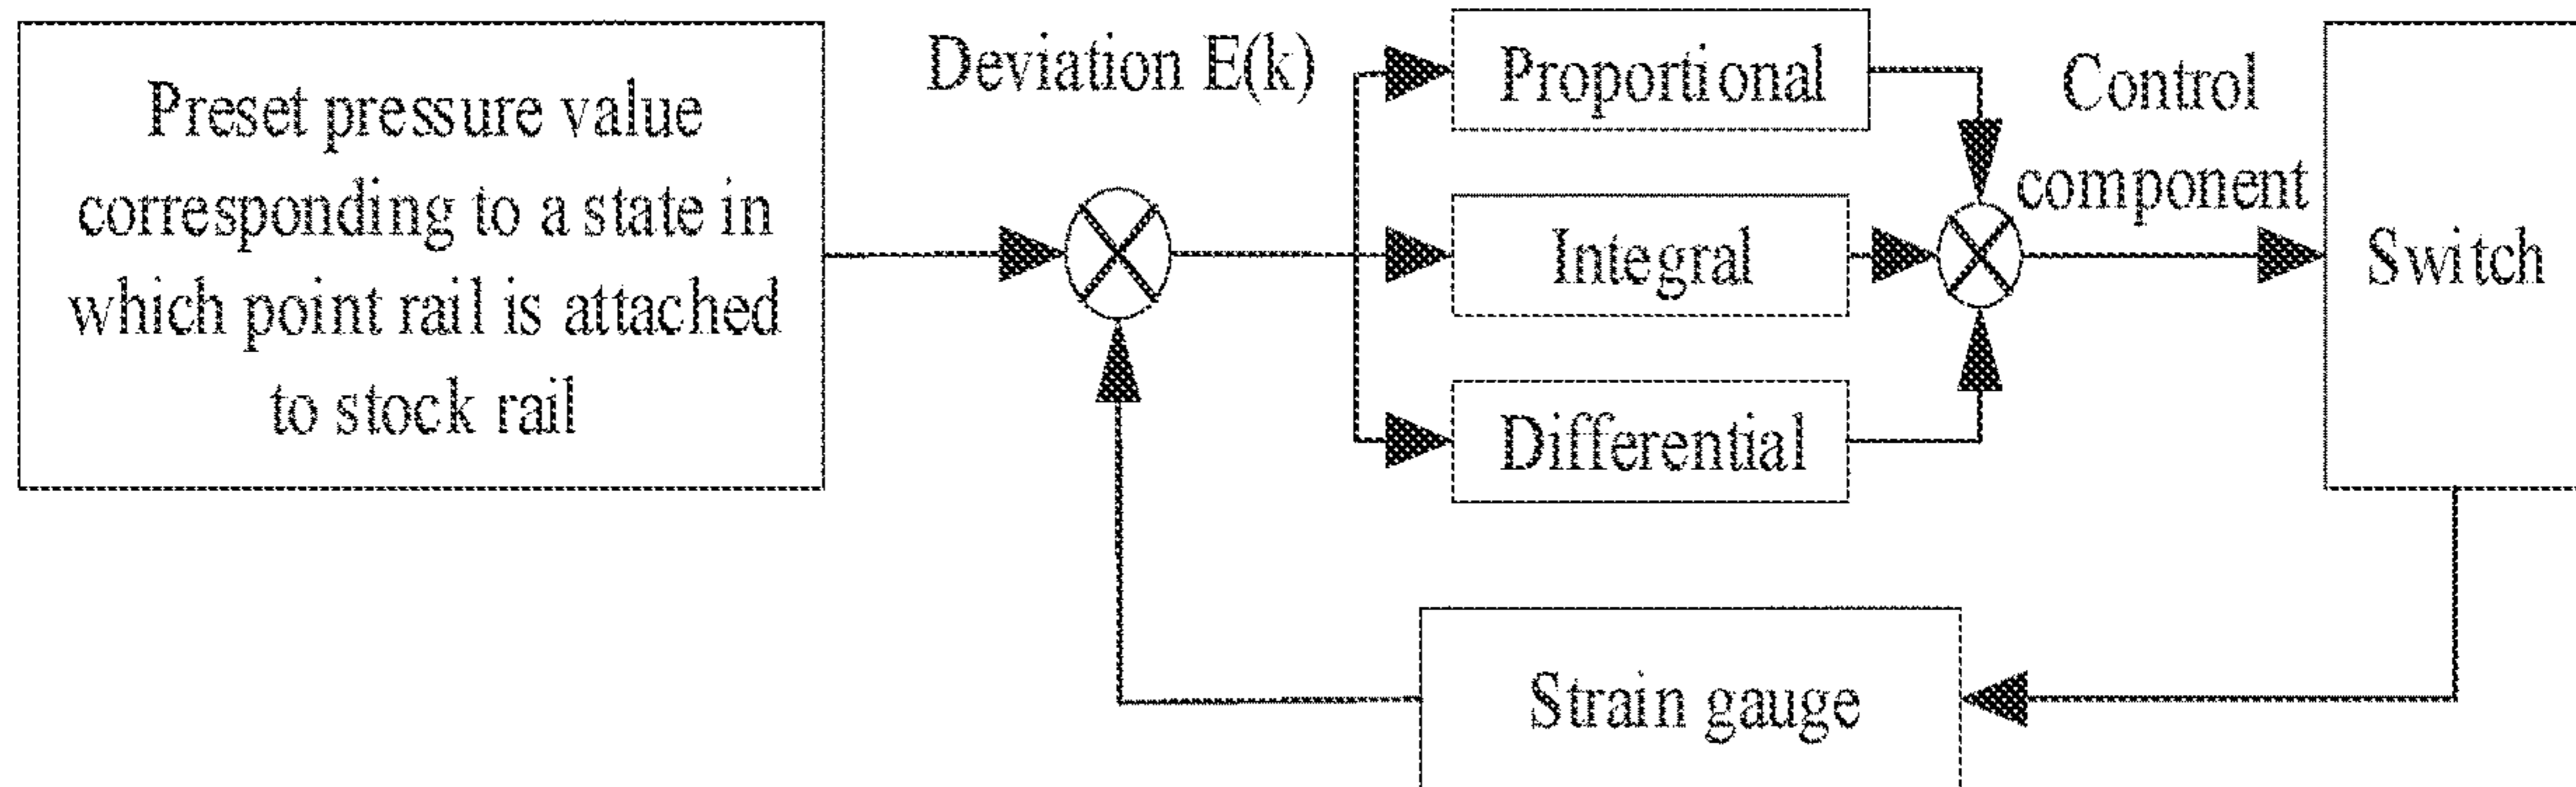 Preset pressure value
corresponding to a state in
which point rail is attached
to stock rail
Deviation E(k)
Proportional
Integral
Differential
Control
component
Switch
Strain gauge